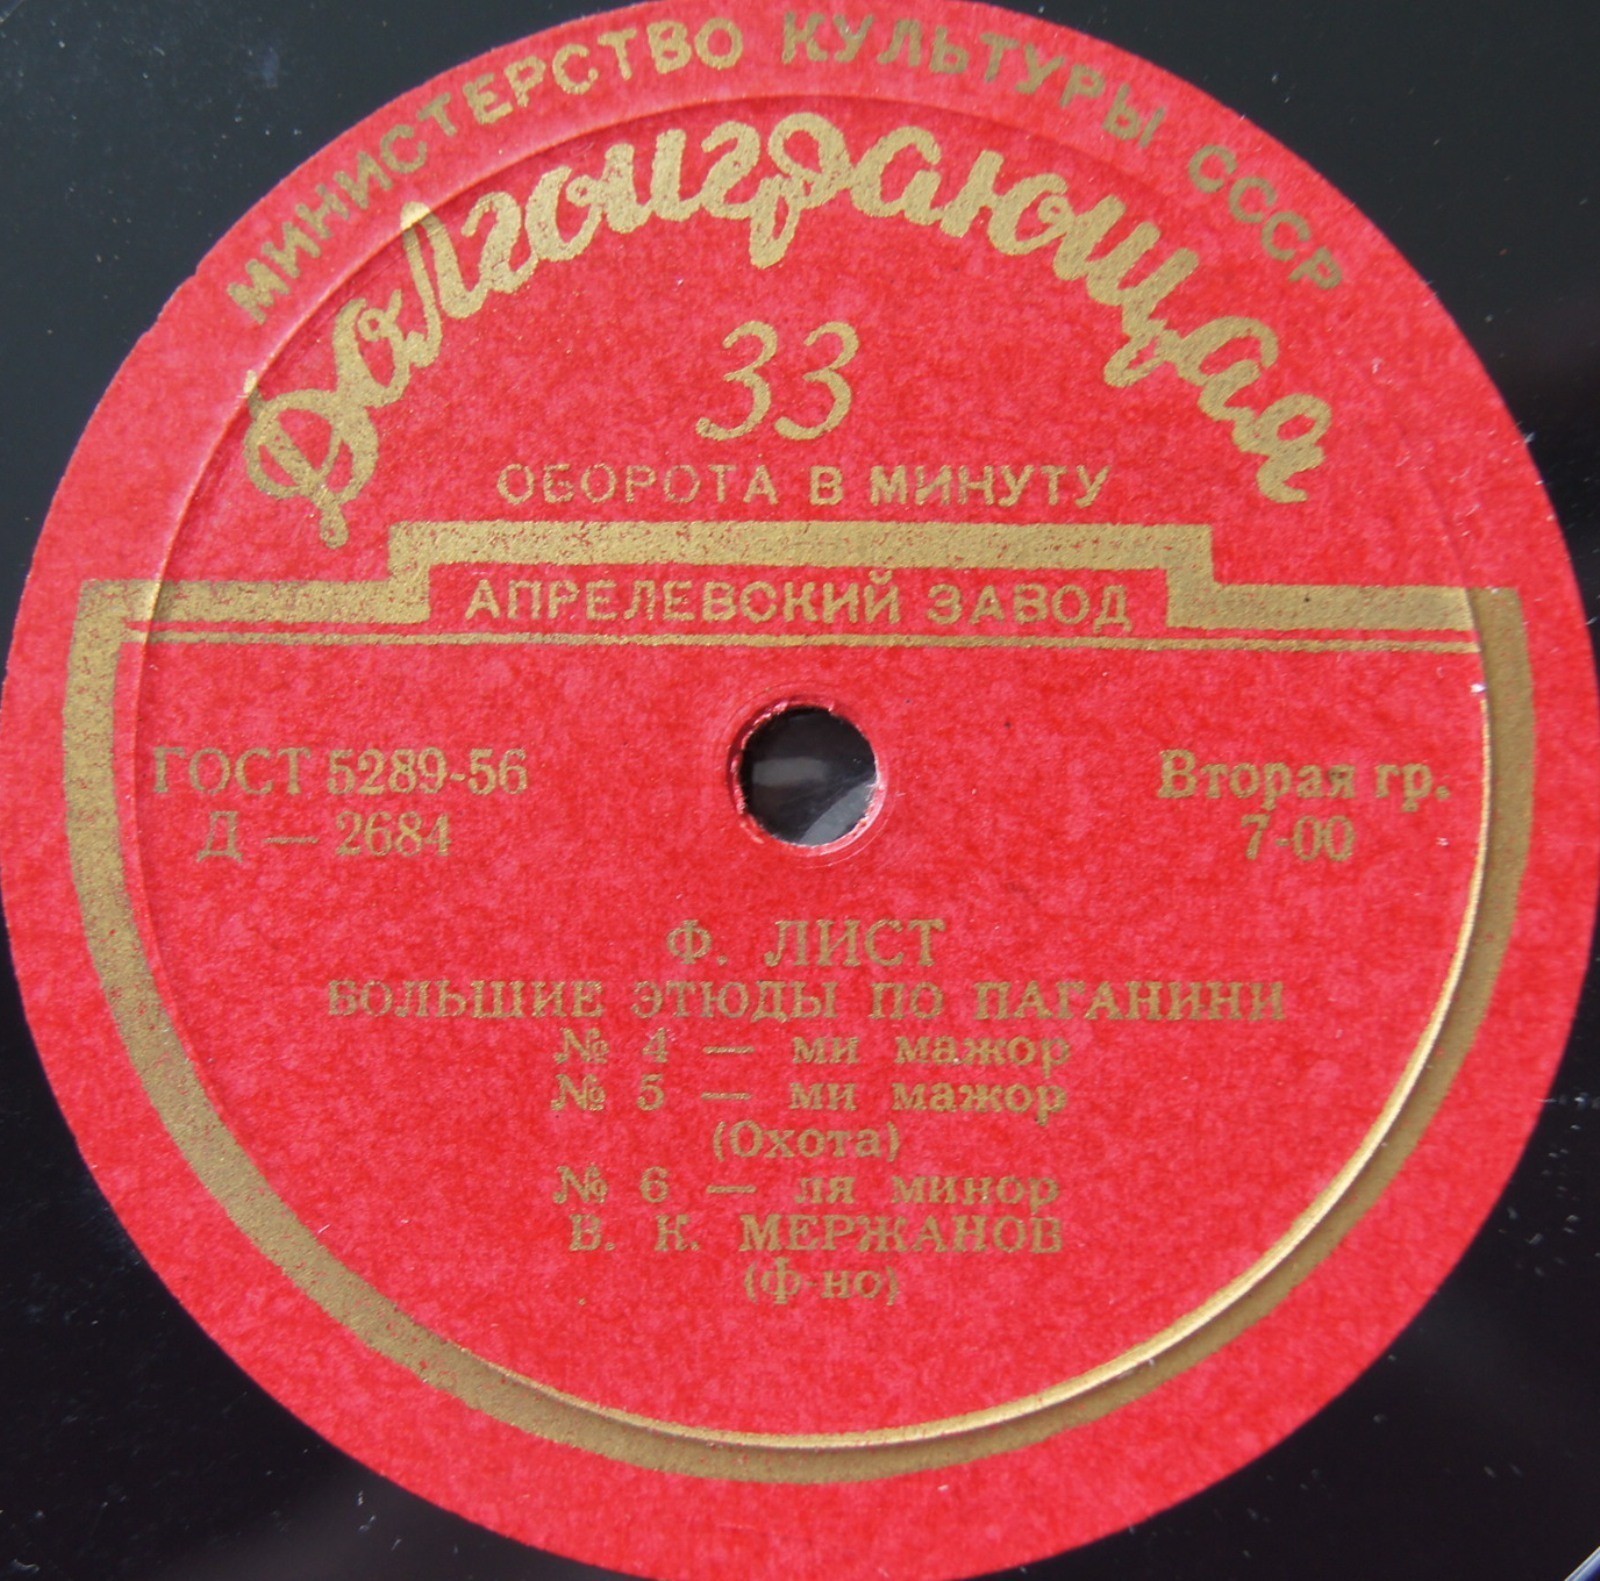 МИНИСТЕРСТВО КУЛЬТУРЫ СССР
Долгоиграющая
33
ОБОРОТА В МИНУТУ
АПРЕЛЕВСКИЙ ЗАВОД
ГОСТ 5289-56
Д — 2684
Вторая гр.
7-00
Ф. ЛИСТ
БОЛЬШИЕ ЭТЮДЫ ПО ПАГАНИНИ
№ 4 — ми мажор
№ 5 — ми мажор
(Охота)
№ 6 — ля минор
В. К. МЕРЖАНОВ
(ф-но)